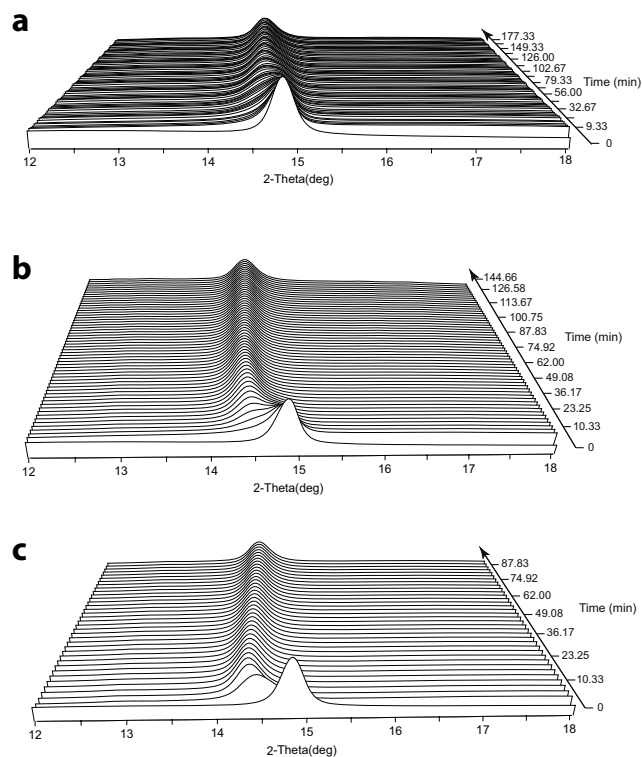 a
177.33
149.33
126.00
102.67
79.33
56.00
32.67
9.33
0
Time (min)
12 13 14 15 16 17 18
2-Theta(deg)
b
144.66
126.58
113.67
100.75
87.83
74.92
62.00
49.08
36.17
23.25
10.33
0
Time (min)
12 13 14 15 16 17 18
2-Theta(deg)
c
87.83
74.92
62.00
49.08
36.17
23.25
10.33
0
Time (min)
12 13 14 15 16 17 18
2-Theta(deg)